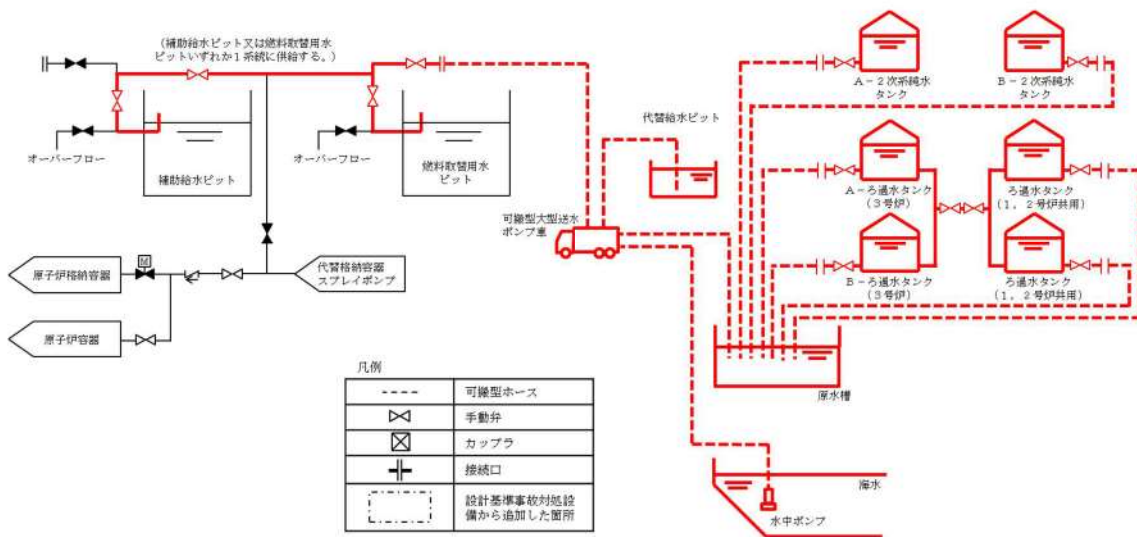 (補助給水ピット又は燃料取替用水
ピットいずれか1系統に供給する。)
オーバーフロー
補助給水ピット
オーバーフロー
燃料取替用水
ピット
M
原子炉格納容器
代替格納容器
スプレイポンプ
原子炉容器
代替給水ピット
可搬型大型送水
ポンプ車
A-2次系純水
タンク
B-2次系純水
タンク
A-ろ過水タンク
(3号炉)
ろ過水タンク
(1,2号炉共用)
B-ろ過水タンク
(3号炉)
ろ過水タンク
(1,2号炉共用)
原水槽
海水
水中ポンプ
凡例
可搬型ホース
手動弁
カップラ
接続口
設計基準事故対処設
備から追加した箇所